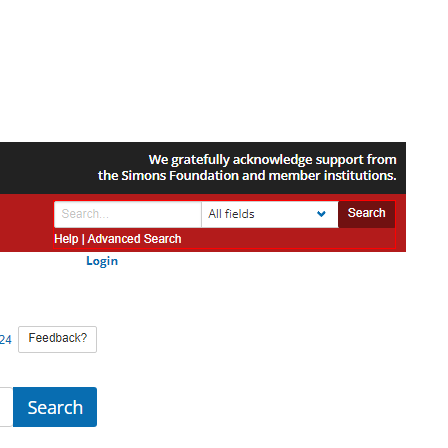 We gratefully acknowledge support from
the Simons Foundation and member institutions.
Search...
All fields
Search
Help | Advanced Search
Login
24
Feedback?
Search